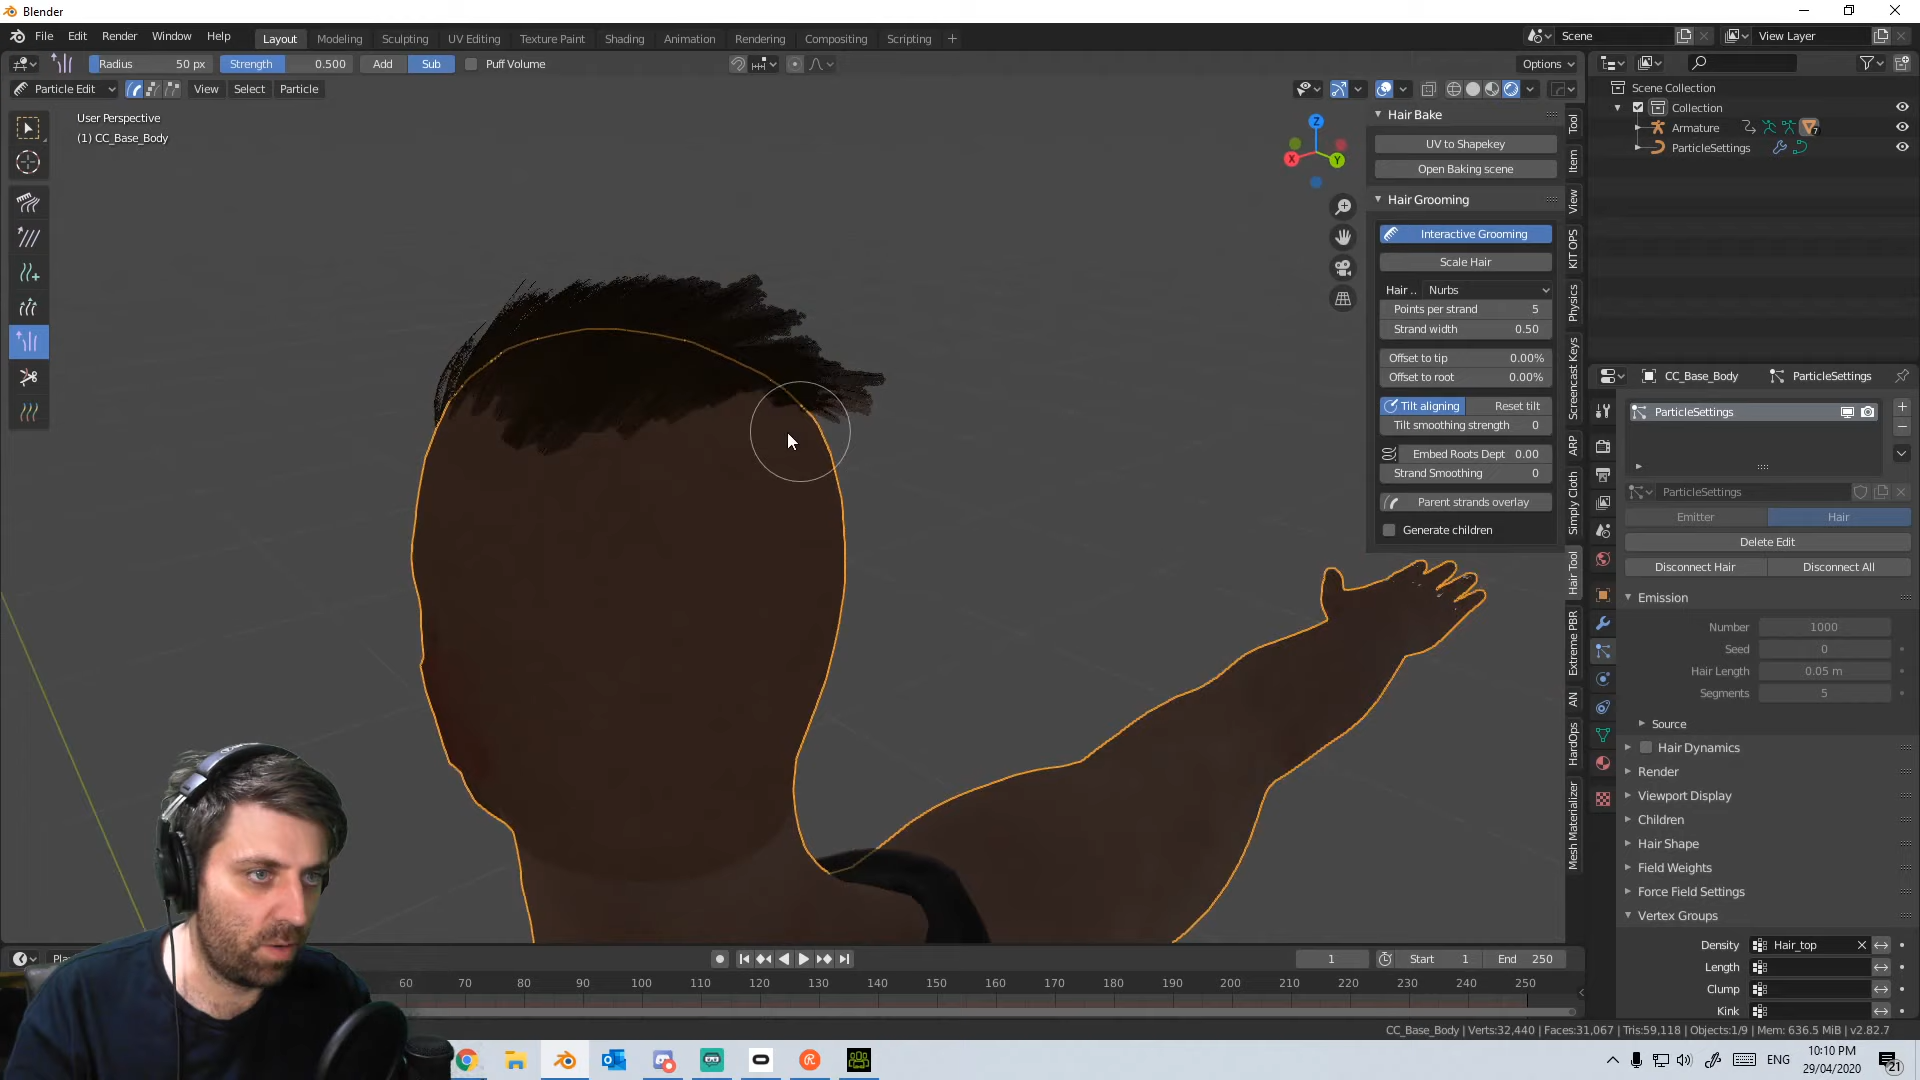 Blender
File Edit Render Window Help Layout Modeling Sculpting UV Editing Texture Paint Shading Animation Rendering Compositing Scripting + Scene View Layer
Radius 50 px Strength 0.500 Add Sub Puff Volume Options
Particle Edit View Select Particle
User Perspective
(1) CC_Base_Body
Z
X
Y
Hair Bake
UV to Shapekey
Open Baking scene
Hair Grooming
Interactive Grooming
Scale Hair
Hair .. Nurbs
Points per strand 5
Strand width 0.50
Offset to tip 0.00%
Offset to root 0.00%
Tilt aligning Reset tilt
Tilt smoothing strength 0
Embed Roots Dept 0.00
Strand Smoothing 0
Parent strands overlay
Generate children
Tool
Item
View
KIT OPS
Physics
Screencast Keys
ARP
Simply Cloth
Hair Tool
Extreme PBR
AN
HardOps
Mesh Materializer
Scene Collection
Collection
Armature 7
ParticleSettings
CC_Base_Body ParticleSettings
ParticleSettings
ParticleSettings
Emitter Hair
Delete Edit
Disconnect Hair Disconnect All
Emission
Number 1000
Seed 0
Hair Length 0.05 m
Segments 5
Source
Hair Dynamics
Render
Viewport Display
Children
Hair Shape
Field Weights
Force Field Settings
Vertex Groups
Density Hair_top
Length
Clump
Kink
Pla 1 Start 1 End 250
60 70 80 90 100 110 120 130 140 150 160 170 180 190 200 210 220 230 240 250
CC_Base_Body | Verts:32,440 | Faces:31,067 | Tris:59,118 | Objects:1/9 | Mem: 636.5 MiB | v2.82.7
ENG
10:10 PM
29/04/2020
21